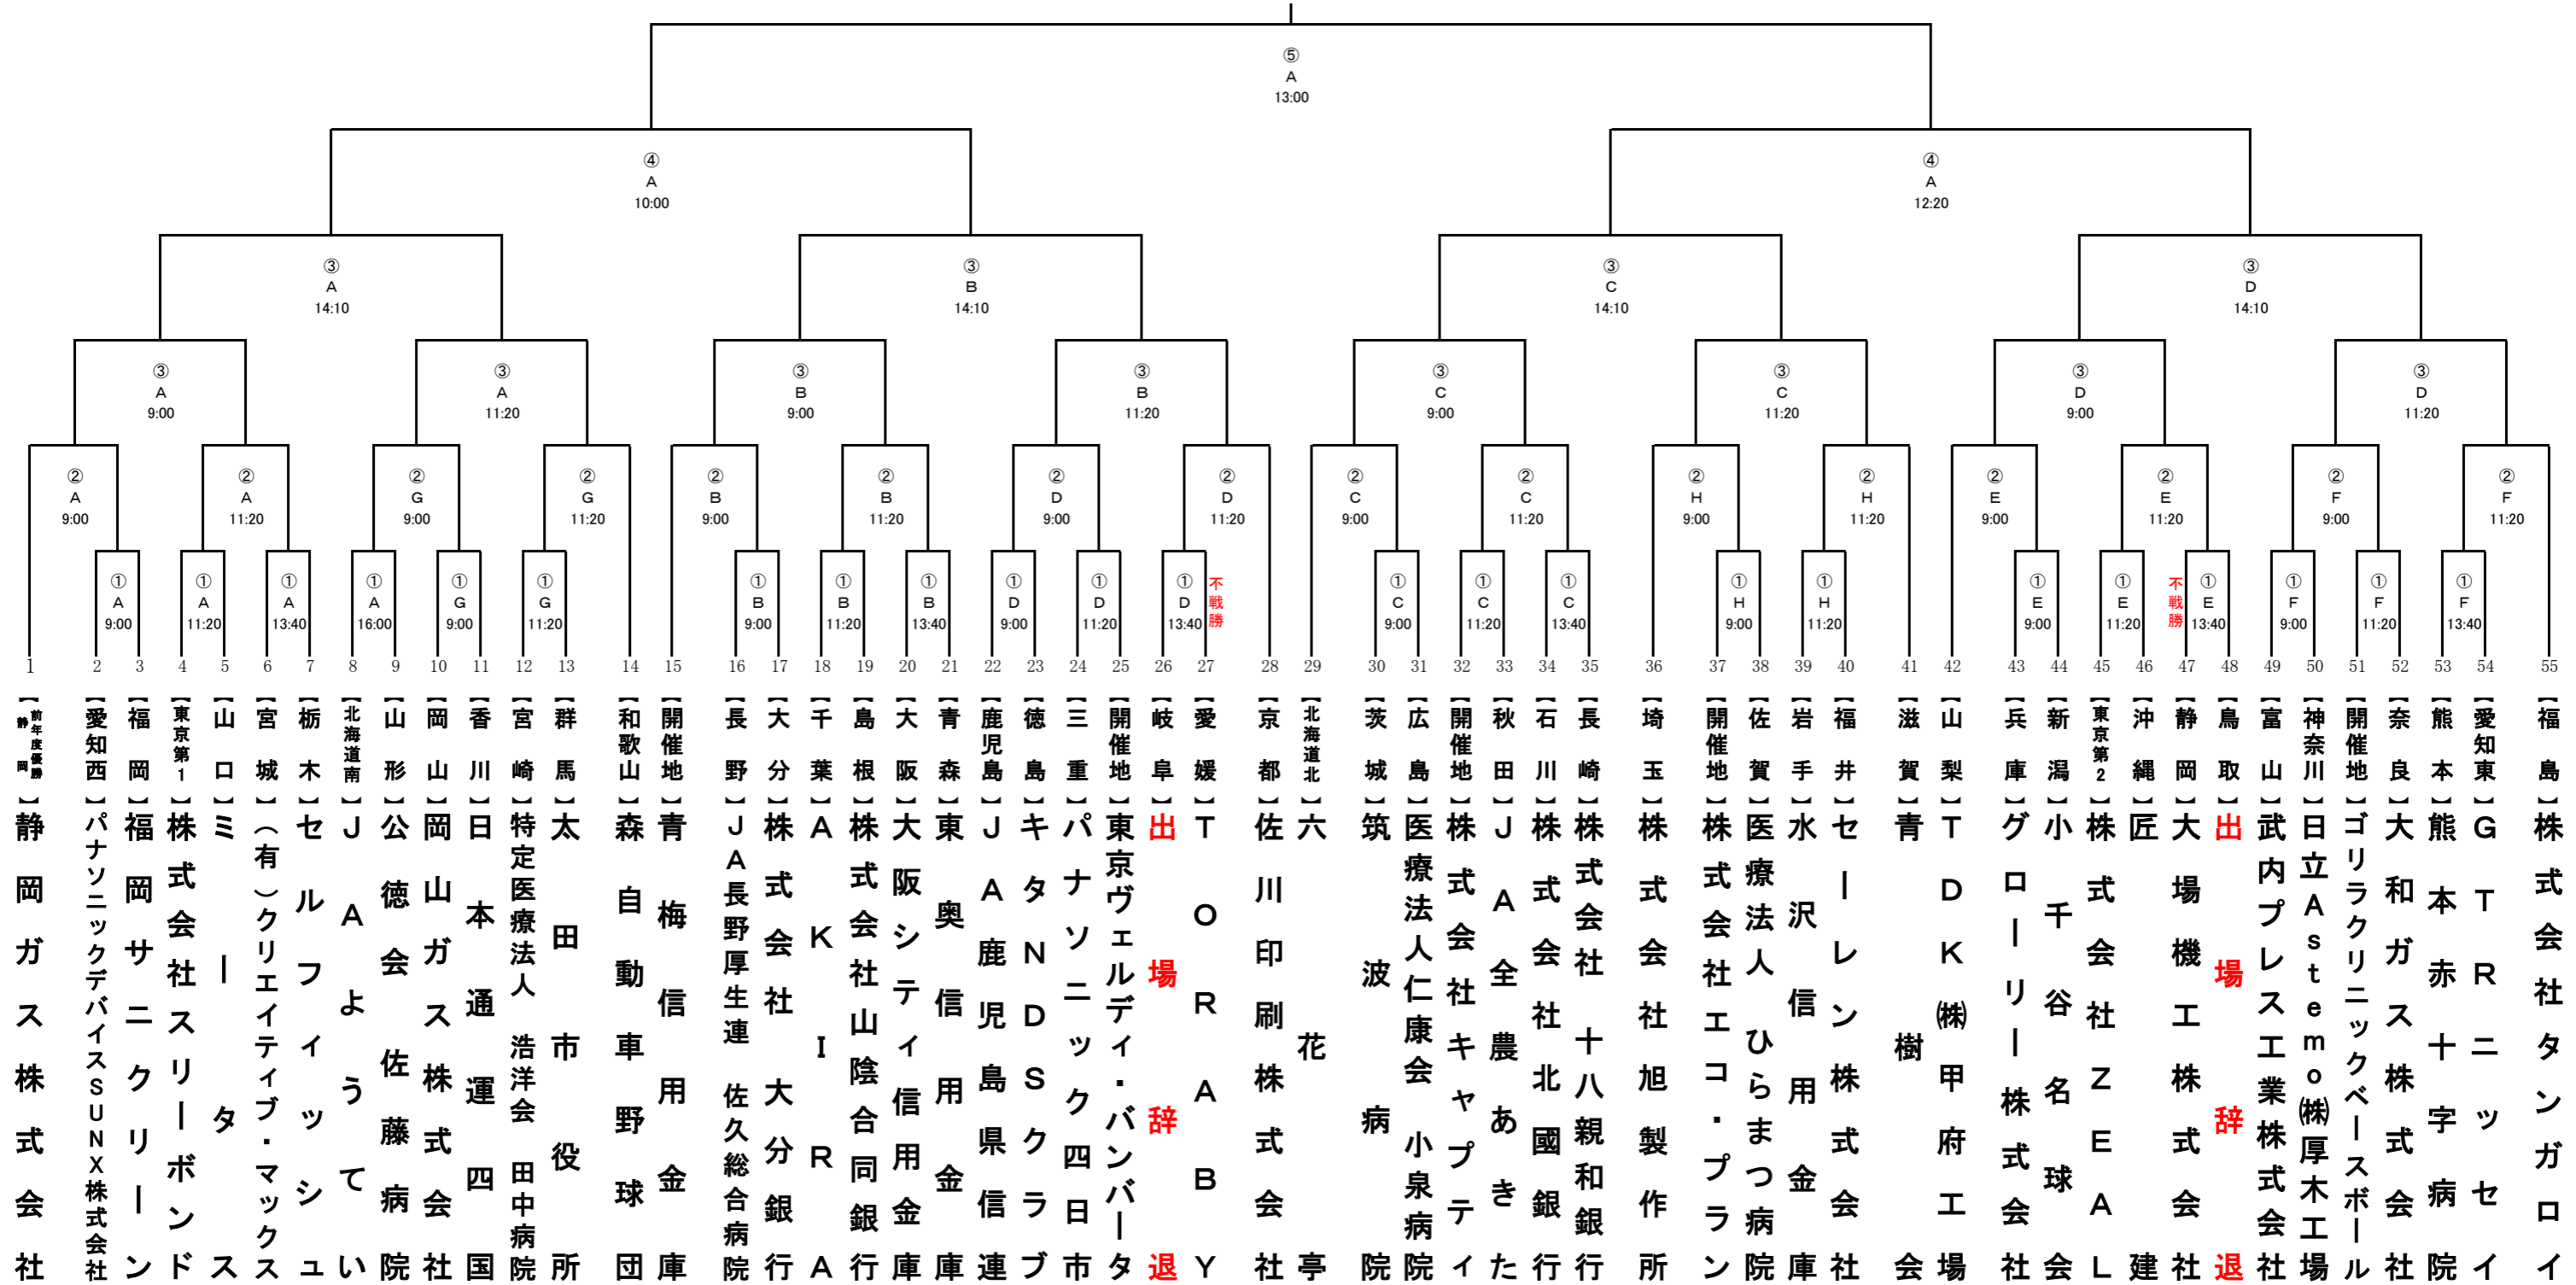 ⑤
A
13:00
④
A
10:00
④
A
12:20
③
A
14:10
③
B
14:10
③
C
14:10
③
D
14:10
③
A
9:00
③
A
11:20
③
B
9:00
③
B
11:20
③
C
9:00
③
C
11:20
③
D
9:00
③
D
11:20
②
A
9:00
②
A
11:20
②
G
9:00
②
G
11:20
②
B
9:00
②
B
11:20
②
D
9:00
②
D
11:20
②
C
9:00
②
C
11:20
②
H
9:00
②
H
11:20
②
E
9:00
②
E
11:20
②
F
9:00
②
F
11:20
①
A
9:00
①
A
11:20
①
A
13:40
①
A
16:00
①
G
9:00
①
G
11:20
①
B
9:00
①
B
11:20
①
B
13:40
①
D
9:00
①
D
11:20
①
D
13:40
不戦勝
①
C
9:00
①
C
11:20
①
C
13:40
①
H
9:00
①
H
11:20
①
E
9:00
①
E
11:20
不戦勝
①
E
13:40
①
F
9:00
①
F
11:20
①
F
13:40
1 【前年度優勝 静岡】 静岡ガス株式会社
2 【愛知西】 パナソニックデバイスSUNX株式会社
3 【福岡】 福岡サニクリーン
4 【東京第1】 株式会社スリーボンド
5 【山口】 ミータス
6 【宮城】 (有)クリエイティブ・マックス
7 【栃木】 セルフィッシュ
8 【北海道南】 JAようてい
9 【山形】 公徳会佐藤病院
10 【岡山】 岡山ガス株式会社
11 【香川】 日本通運四国
12 【宮崎】 特定医療法人 浩洋会 田中病院
13 【群馬】 太田市役所
14 【和歌山】 森自動車野球団
15 【開催地】 青梅信用金庫
16 【長野】 JA長野厚生連 佐久総合病院
17 【大分】 株式会社大分銀行
18 【千葉】 AKIRA
19 【島根】 株式会社山陰合同銀行
20 【大阪】 大阪シティ信用金庫
21 【青森】 東奥信用金庫
22 【鹿児島】 JA鹿児島県信連
23 【徳島】 キタNDSクラブ
24 【三重】 パナソニック四日市
25 【開催地】 東京ヴェルディ・バンバータ
26 【岐阜】 出場辞退
27 【愛媛】 TORABY
28 【京都】 佐川印刷株式会社
29 【北海道北】 六花亭
30 【茨城】 筑波病院
31 【広島】 医療法人仁康会 小泉病院
32 【開催地】 株式会社キャプティ
33 【秋田】 JA全農あきた
34 【石川】 株式会社北國銀行
35 【長崎】 株式会社 十八親和銀行
36 【埼玉】 株式会社旭製作所
37 【開催地】 株式会社エコ・プラン
38 【佐賀】 医療法人 ひらまつ病院
39 【岩手】 水沢信用金庫
40 【福井】 セーレン株式会社
41 【滋賀】 青樹会
42 【山梨】 TDK㈱甲府工場
43 【兵庫】 グローリー株式会社
44 【新潟】 小千谷名球会
45 【東京第2】 株式会社ZEAL
46 【沖縄】 匠建
47 【静岡】 大場機工株式会社
48 【鳥取】 出場辞退
49 【富山】 武内プレス工業株式会社
50 【神奈川】 日立Astemo㈱厚木工場
51 【開催地】 ゴリラクリニックベースボール
52 【奈良】 大和ガス株式会社
53 【熊本】 熊本赤十字病院
54 【愛知東】 GTRニッセイ
55 【福島】 株式会社タンガロイ